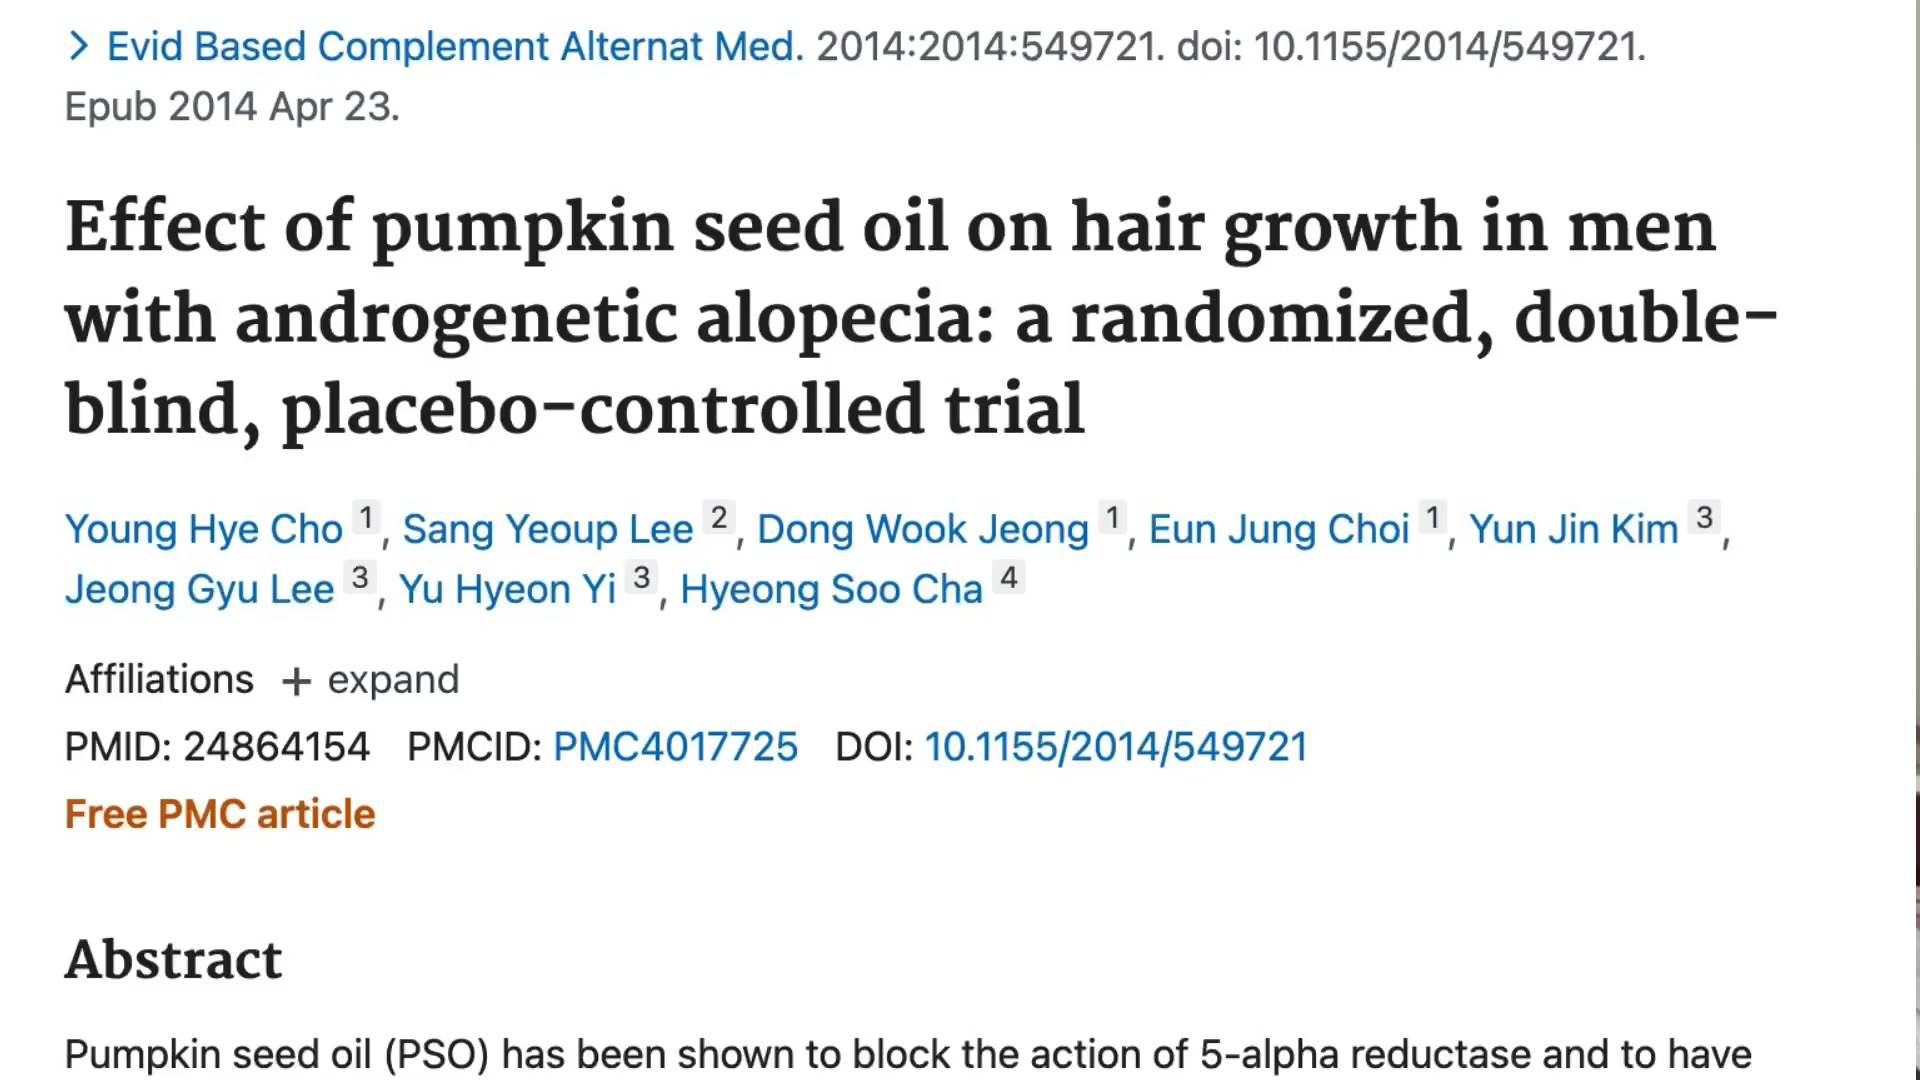 > Evid Based Complement Alternat Med. 2014:2014:549721. doi: 10.1155/2014/549721.
Epub 2014 Apr 23.
Effect of pumpkin seed oil on hair growth in men
with androgenetic alopecia: a randomized, double-
blind, placebo-controlled trial
Young Hye Cho 1, Sang Yeoup Lee 2, Dong Wook Jeong 1, Eun Jung Choi 1, Yun Jin Kim 3,
Jeong Gyu Lee 3, Yu Hyeon Yi 3, Hyeong Soo Cha 4
Affiliations + expand
PMID: 24864154 PMCID: PMC4017725 DOI: 10.1155/2014/549721
Free PMC article
Abstract
Pumpkin seed oil (PSO) has been shown to block the action of 5-alpha reductase and to have